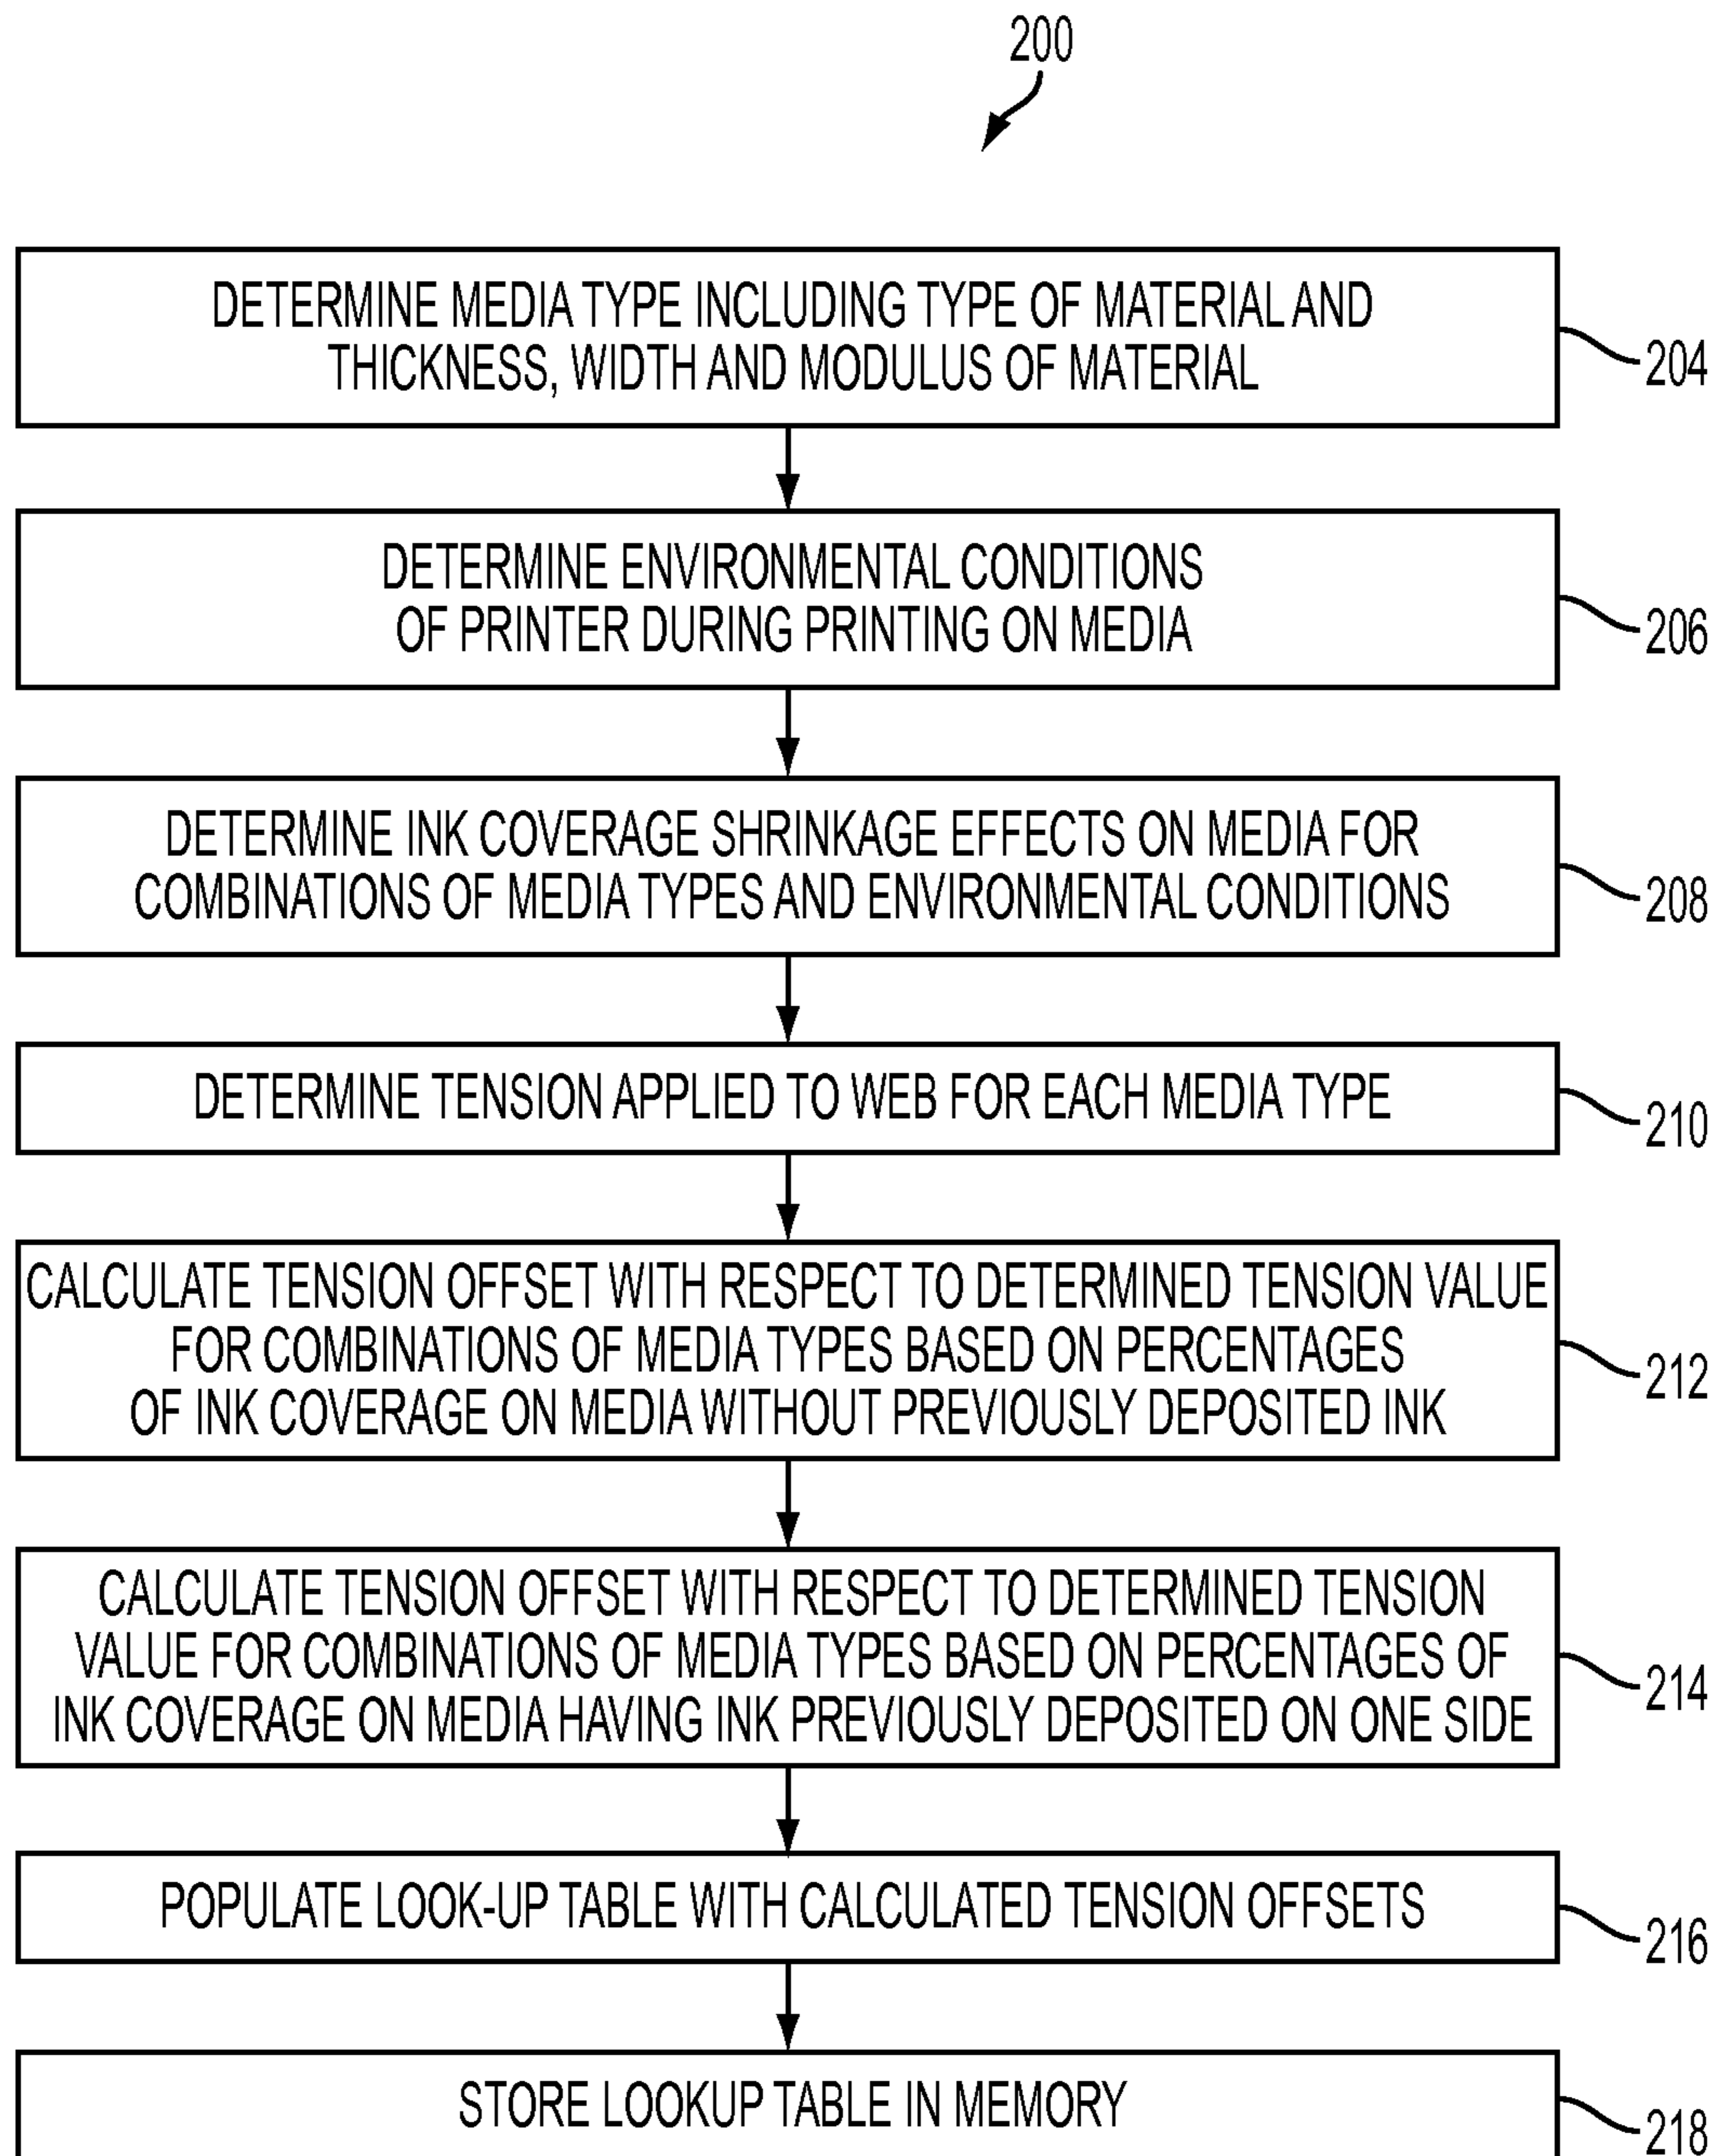 200
DETERMINE MEDIA TYPE INCLUDING TYPE OF MATERIAL AND
THICKNESS, WIDTH AND MODULUS OF MATERIAL
204
DETERMINE ENVIRONMENTAL CONDITIONS
OF PRINTER DURING PRINTING ON MEDIA
206
DETERMINE INK COVERAGE SHRINKAGE EFFECTS ON MEDIA FOR
COMBINATIONS OF MEDIA TYPES AND ENVIRONMENTAL CONDITIONS
208
DETERMINE TENSION APPLIED TO WEB FOR EACH MEDIA TYPE
210
CALCULATE TENSION OFFSET WITH RESPECT TO DETERMINED TENSION VALUE
FOR COMBINATIONS OF MEDIA TYPES BASED ON PERCENTAGES
OF INK COVERAGE ON MEDIA WITHOUT PREVIOUSLY DEPOSITED INK
212
CALCULATE TENSION OFFSET WITH RESPECT TO DETERMINED TENSION
VALUE FOR COMBINATIONS OF MEDIA TYPES BASED ON PERCENTAGES OF
INK COVERAGE ON MEDIA HAVING INK PREVIOUSLY DEPOSITED ON ONE SIDE
214
POPULATE LOOK-UP TABLE WITH CALCULATED TENSION OFFSETS
216
STORE LOOKUP TABLE IN MEMORY
218